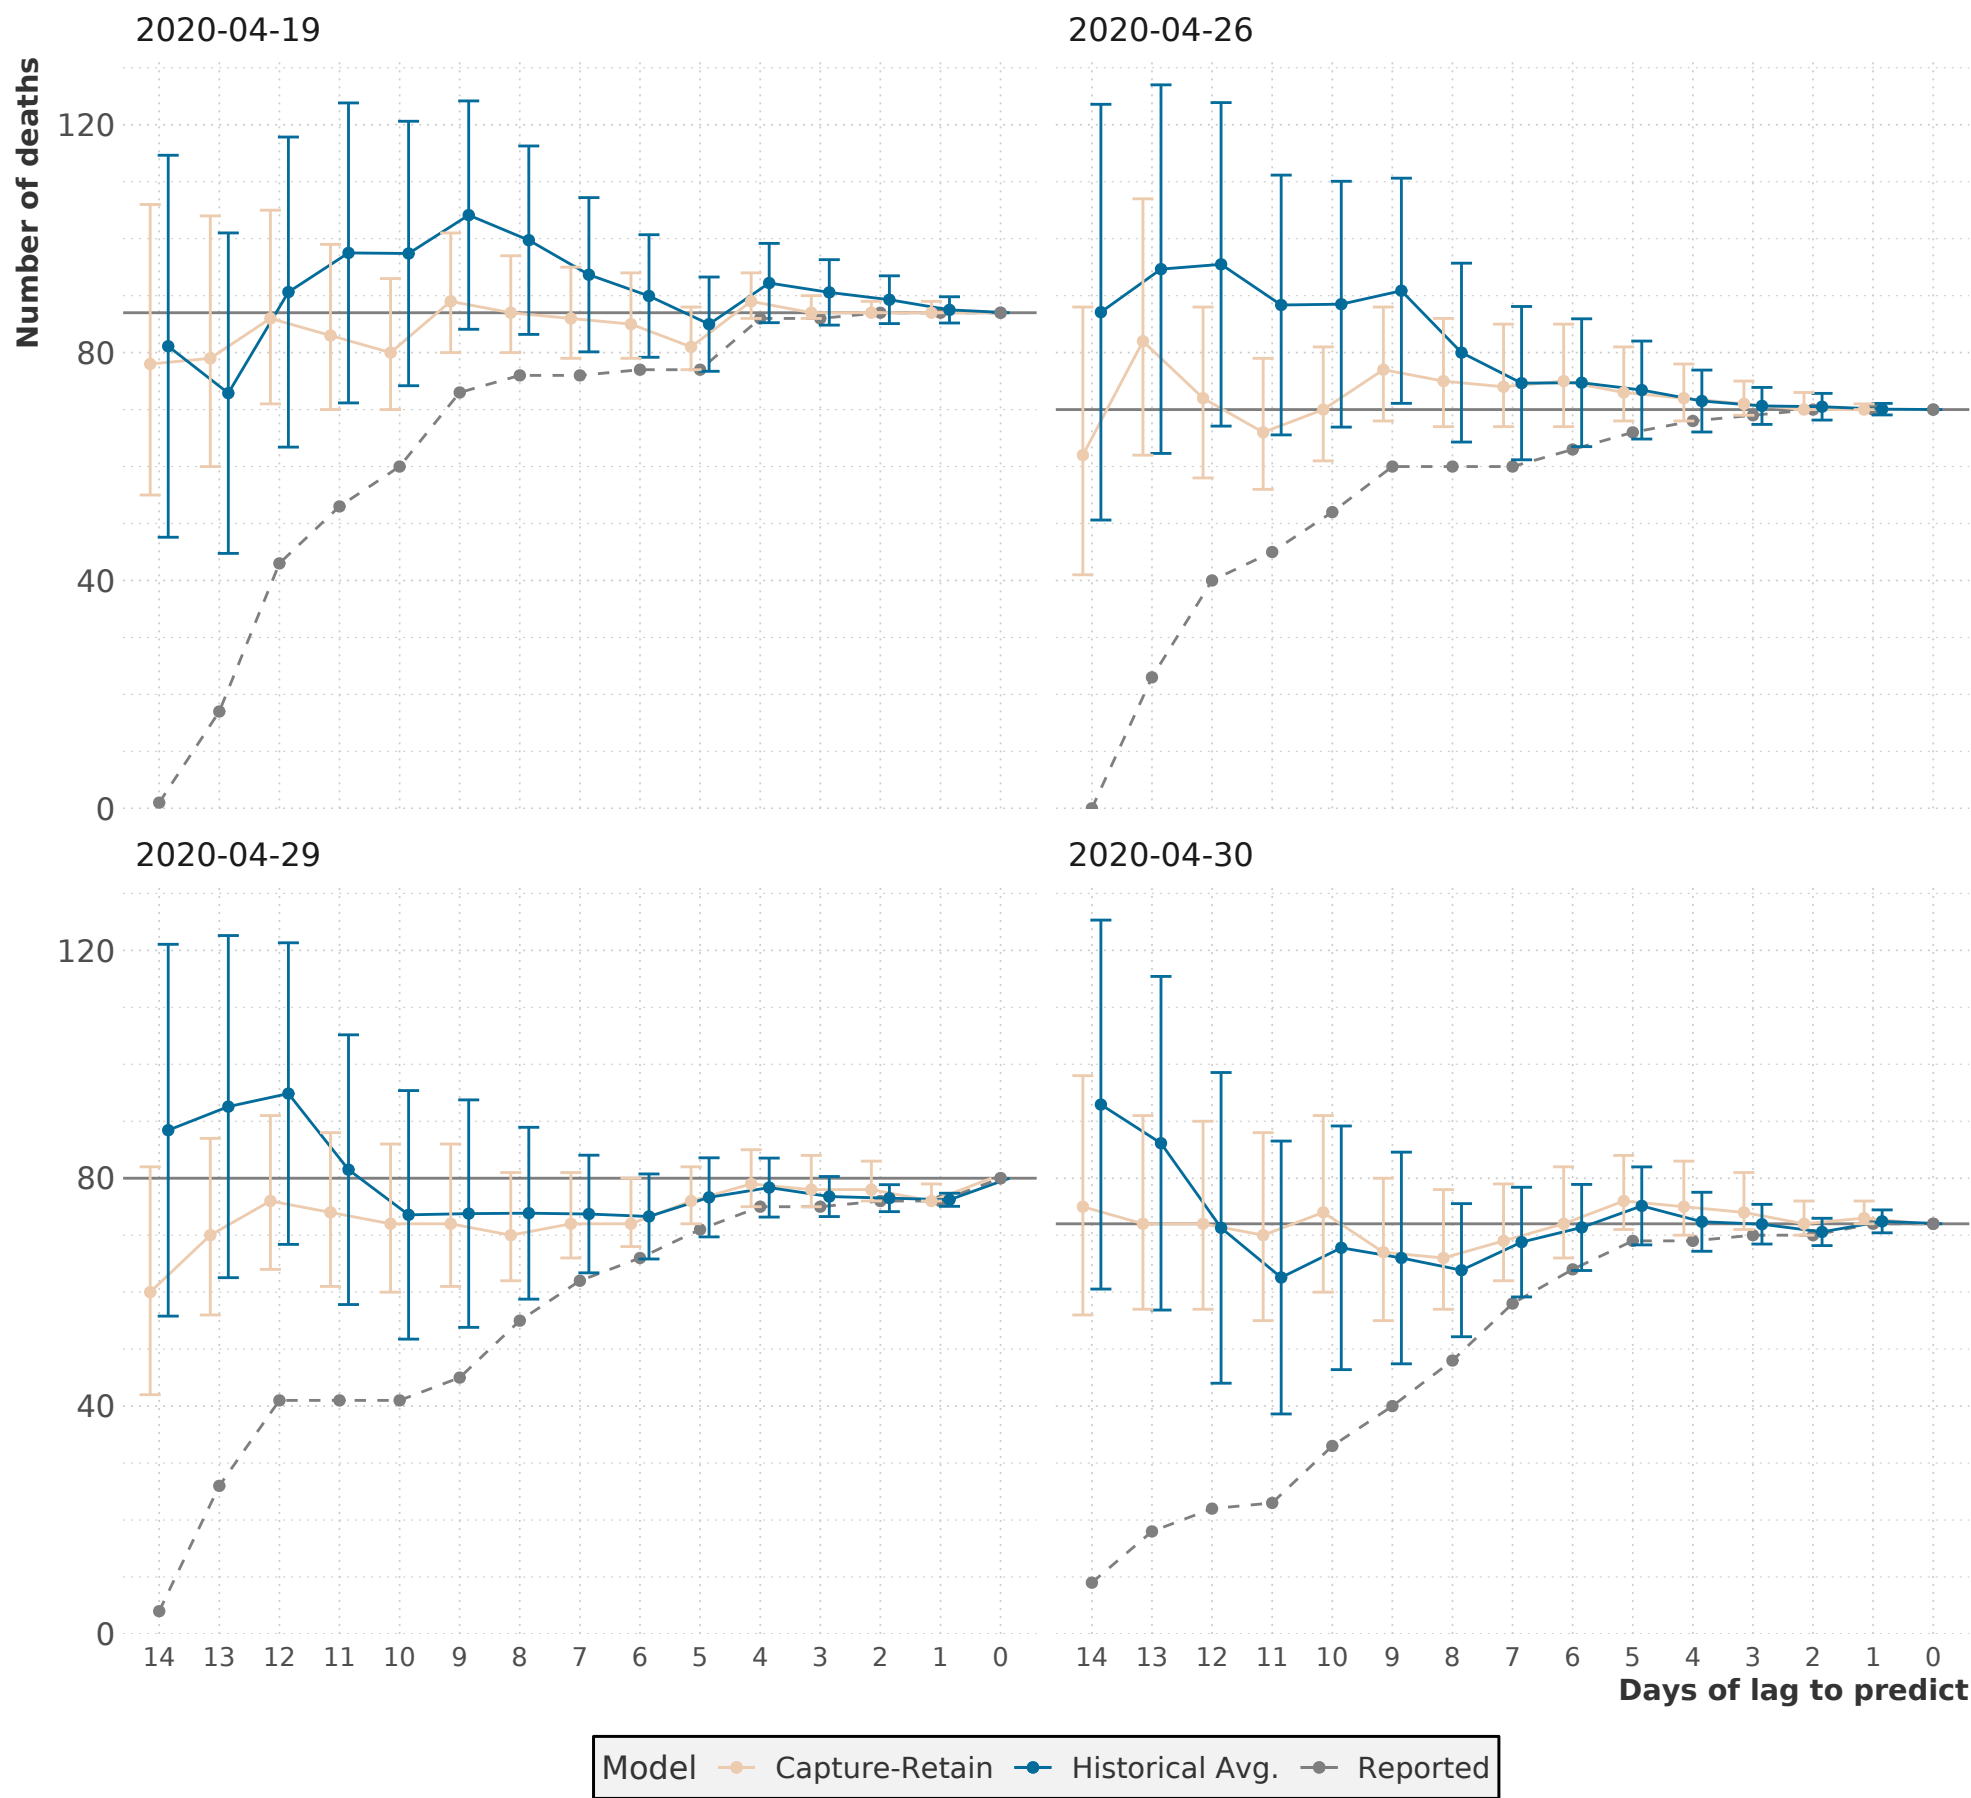 2020-04-19
2020-04-26
Number of deaths
120
80
40
0
2020-04-29
2020-04-30
120
80
40
0
14 13 12 11 10 9 8 7 6 5 4 3 2 1 0
14 13 12 11 10 9 8 7 6 5 4 3 2 1 0
Days of lag to predict
Model Capture-Retain Historical Avg. Reported